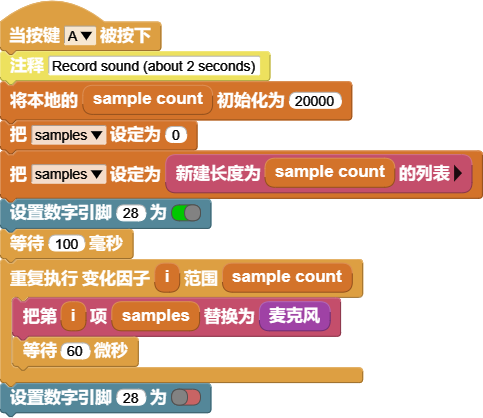 当按键 A 被按下
注释 Record sound (about 2 seconds)
将本地的 sample count 初始化为 20000
把 samples 设定为 0
把 samples 设定为 新建长度为 sample count 的列表
设置数字引脚 28 为
等待 100 毫秒
重复执行 变化因子 i 范围 sample count
把第 i 项 samples 替换为 麦克风
等待 60 微秒
设置数字引脚 28 为